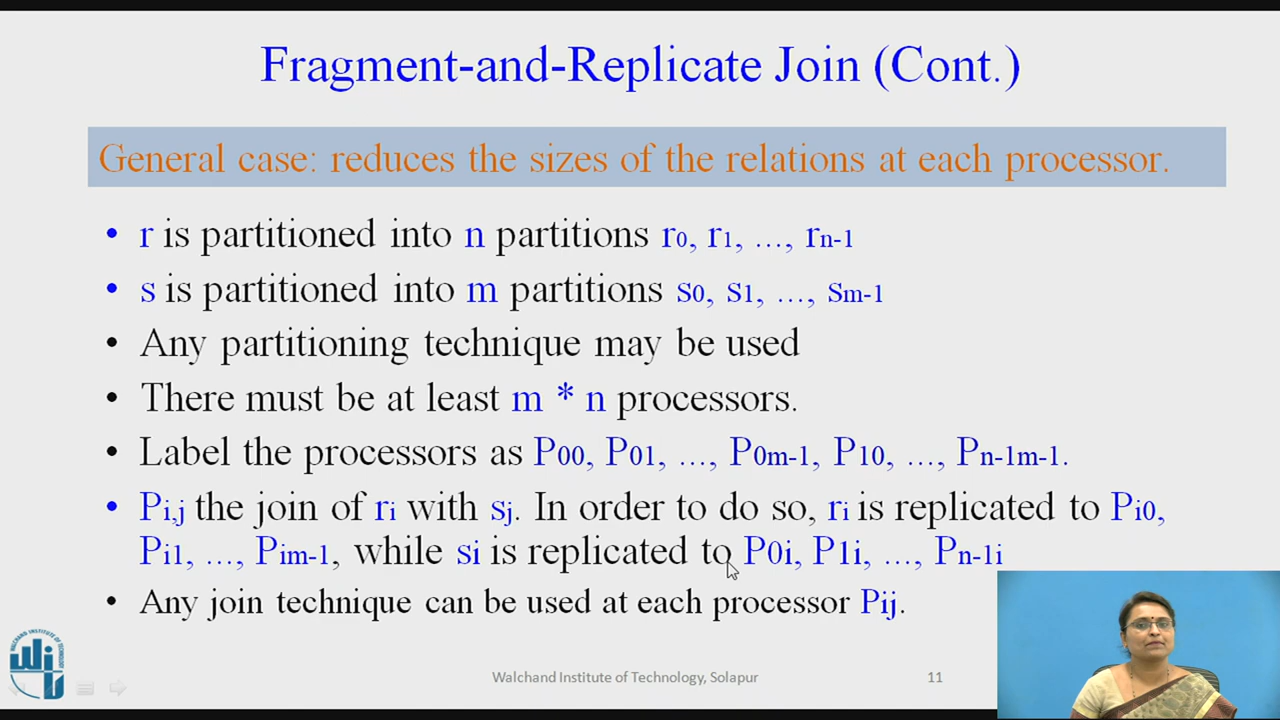 Fragment-and-Replicate Join (Cont.)
General case: reduces the sizes of the relations at each processor.
• r is partitioned into n partitions r0, r1, ..., rn-1
• s is partitioned into m partitions s0, s1, ..., sm-1
• Any partitioning technique may be used
• There must be at least m * n processors.
• Label the processors as P00, P01, ..., P0m-1, P10, ..., Pn-1m-1.
• Pi,j the join of ri with sj. In order to do so, ri is replicated to Pi0,
Pi1, ..., Pim-1, while si is replicated to P0i, P1i, ..., Pn-1i
• Any join technique can be used at each processor Pij.
WALCHAND INSTITUTE OF TECHNOLOGY
WIT
Walchand Institute of Technology, Solapur
11